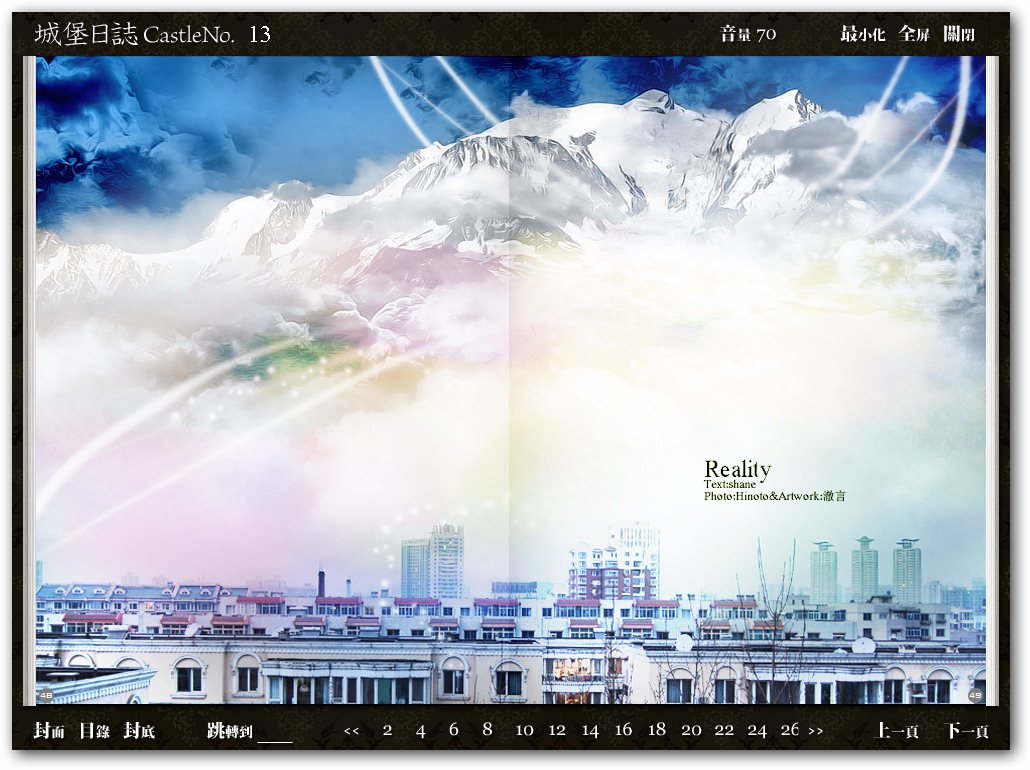 城堡日誌 CastleNo. 13
音量 70 最小化 全屏 關閉
Reality
Text:shane
Photo:Hinoto&Artwork:澈言
48 49
封面 目錄 封底 跳轉到 << 2 4 6 8 10 12 14 16 18 20 22 24 26 >> 上一頁 下一頁